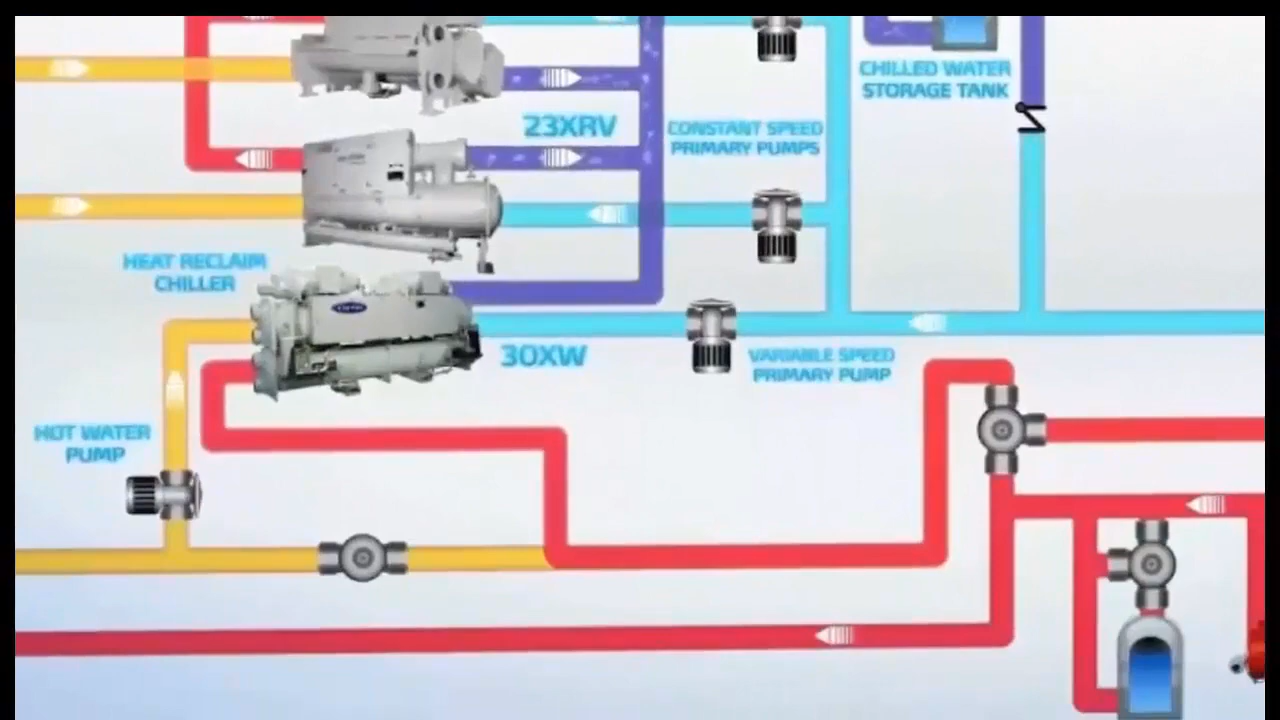 CHILLED WATER
STORAGE TANK
23XRV
CONSTANT SPEED
PRIMARY PUMPS
HEAT RECLAIM
CHILLER
30XW
VARIABLE SPEED
PRIMARY PUMP
HOT WATER
PUMP